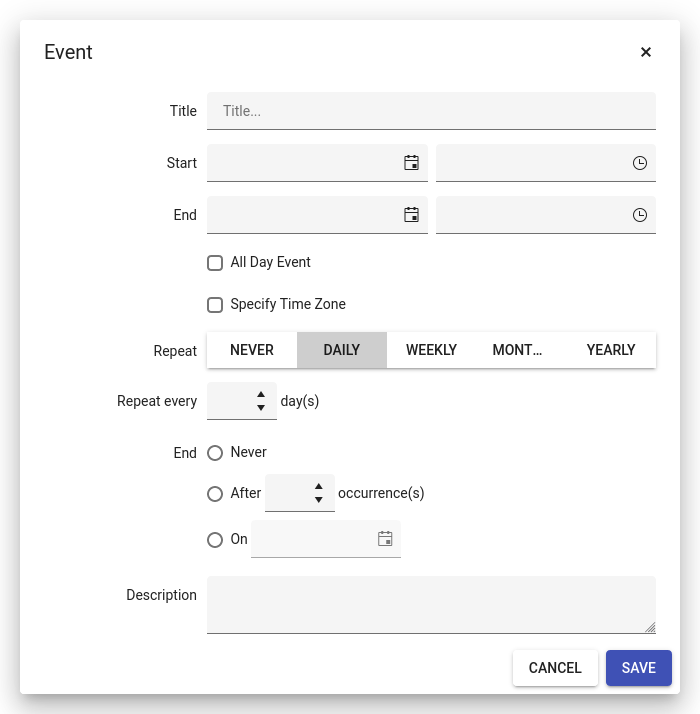 Event
Title Title...
Start
End
All Day Event
Specify Time Zone
Repeat NEVER DAILY WEEKLY MONT... YEARLY
Repeat every day(s)
End Never
After occurrence(s)
On
Description
CANCEL SAVE